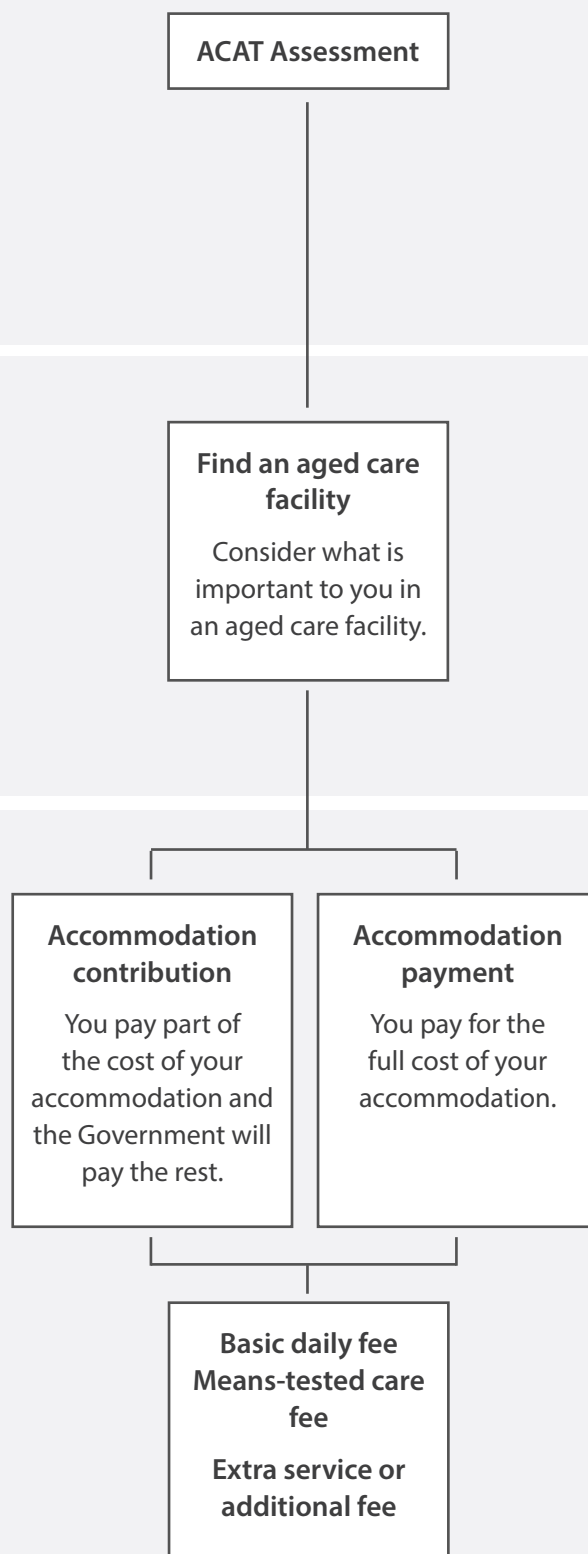 ACAT Assessment
Find an aged care
facility
Consider what is
important to you in
an aged care facility.
Accommodation
contribution
You pay part of
the cost of your
accommodation and
the Government will
pay the rest.
Accommodation
payment
You pay for the
full cost of your
accommodation.
Basic daily fee
Means-tested care
fee
Extra service or
additional fee